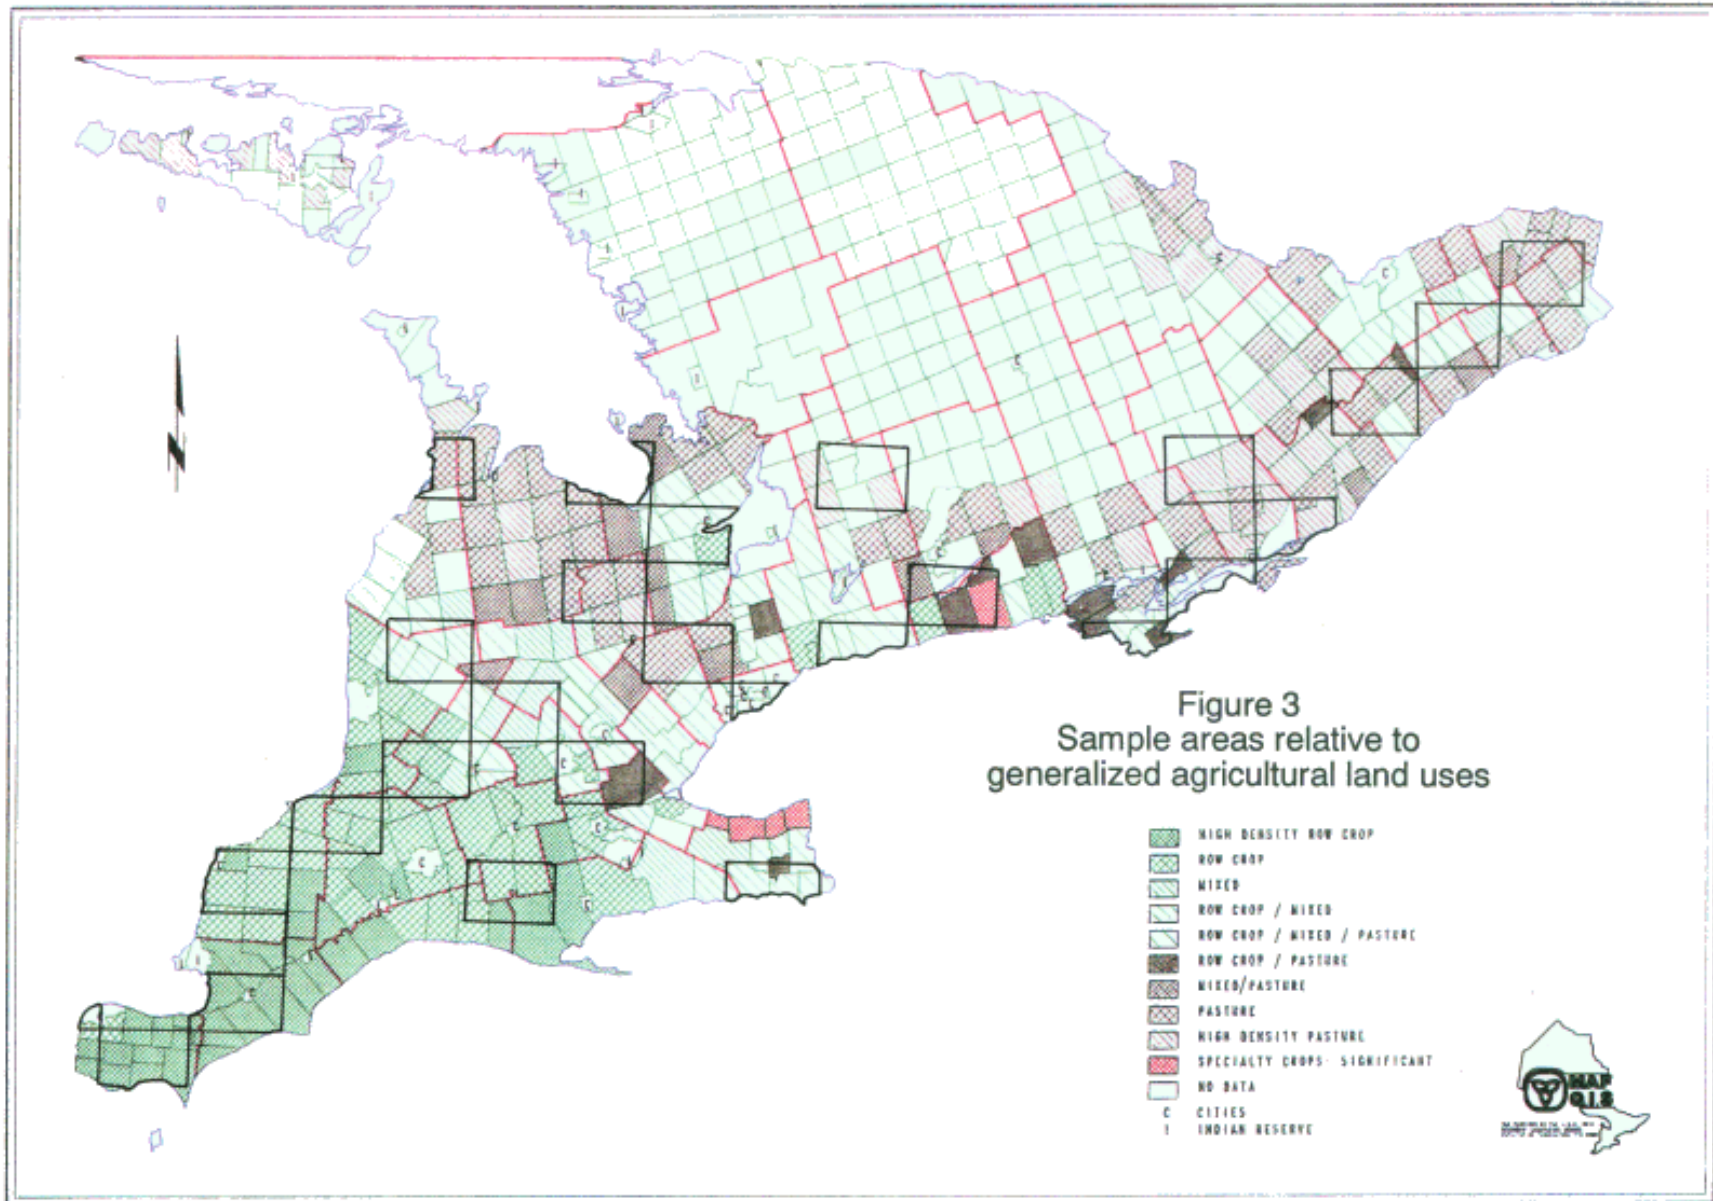 Figure 3
Sample areas relative to
generalized agricultural land uses
HIGH DENSITY ROW CROP
ROW CROP
MIXED
ROW CROP / MIXED
ROW CROP / MIXED / PASTURE
ROW CROP / PASTURE
MIXED/PASTURE
PASTURE
HIGH DENSITY PASTURE
SPECIALTY CROPS- SIGNIFICANT
NO DATA
C CITIES
I INDIAN RESERVE
MAF
G.I.S
N